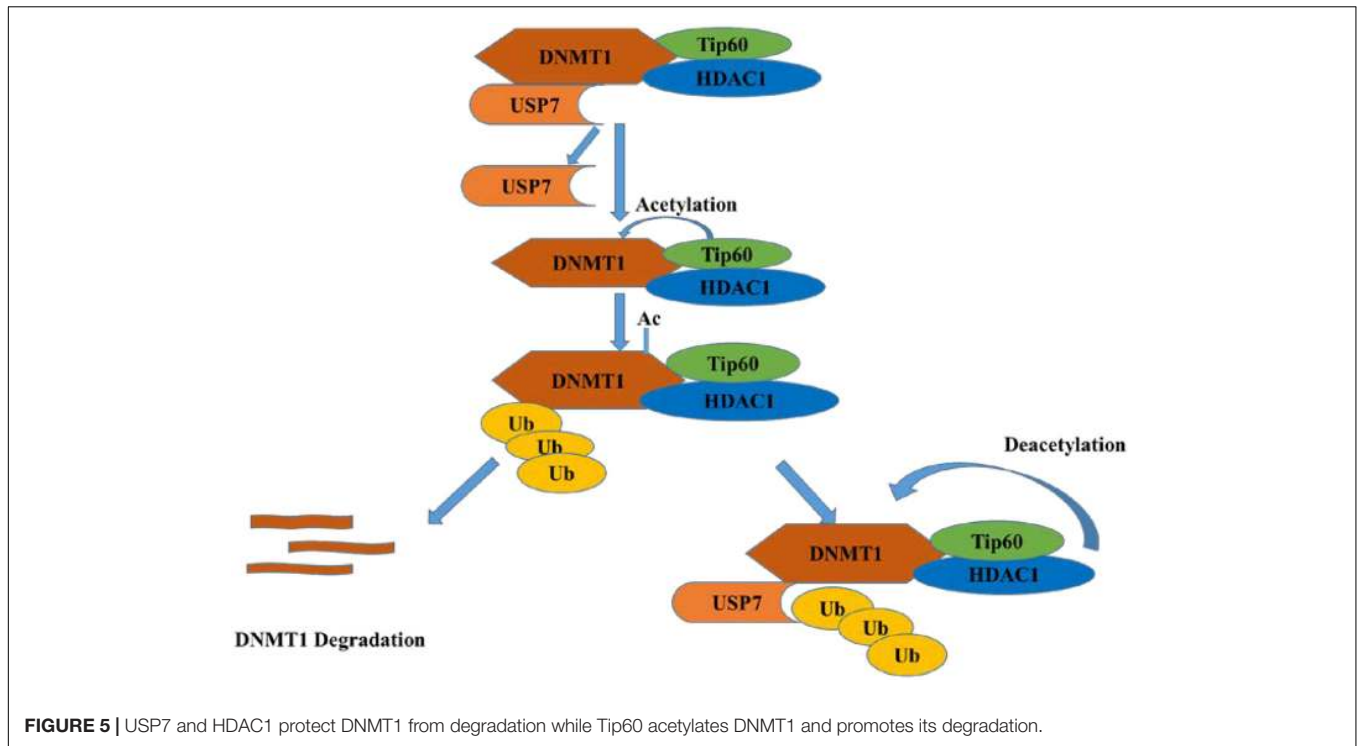 DNMT1
Tip60
HDAC1
USP7
USP7
Acetylation
DNMT1
Tip60
HDAC1
Ac
DNMT1
Tip60
HDAC1
Ub
Ub
Ub
Deacetylation
DNMT1
Tip60
HDAC1
USP7
Ub
Ub
Ub
DNMT1 Degradation
FIGURE 5 | USP7 and HDAC1 protect DNMT1 from degradation while Tip60 acetylates DNMT1 and promotes its degradation.